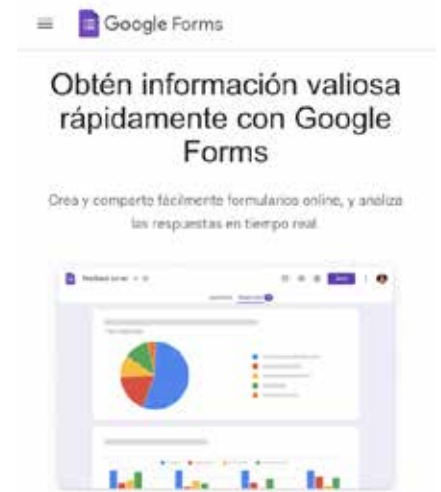 Google Forms
Obtén información valiosa
rápidamente con Google
Forms
Crea y comparte fácilmente formularios online, y analiza
las respuestas en tiempo real